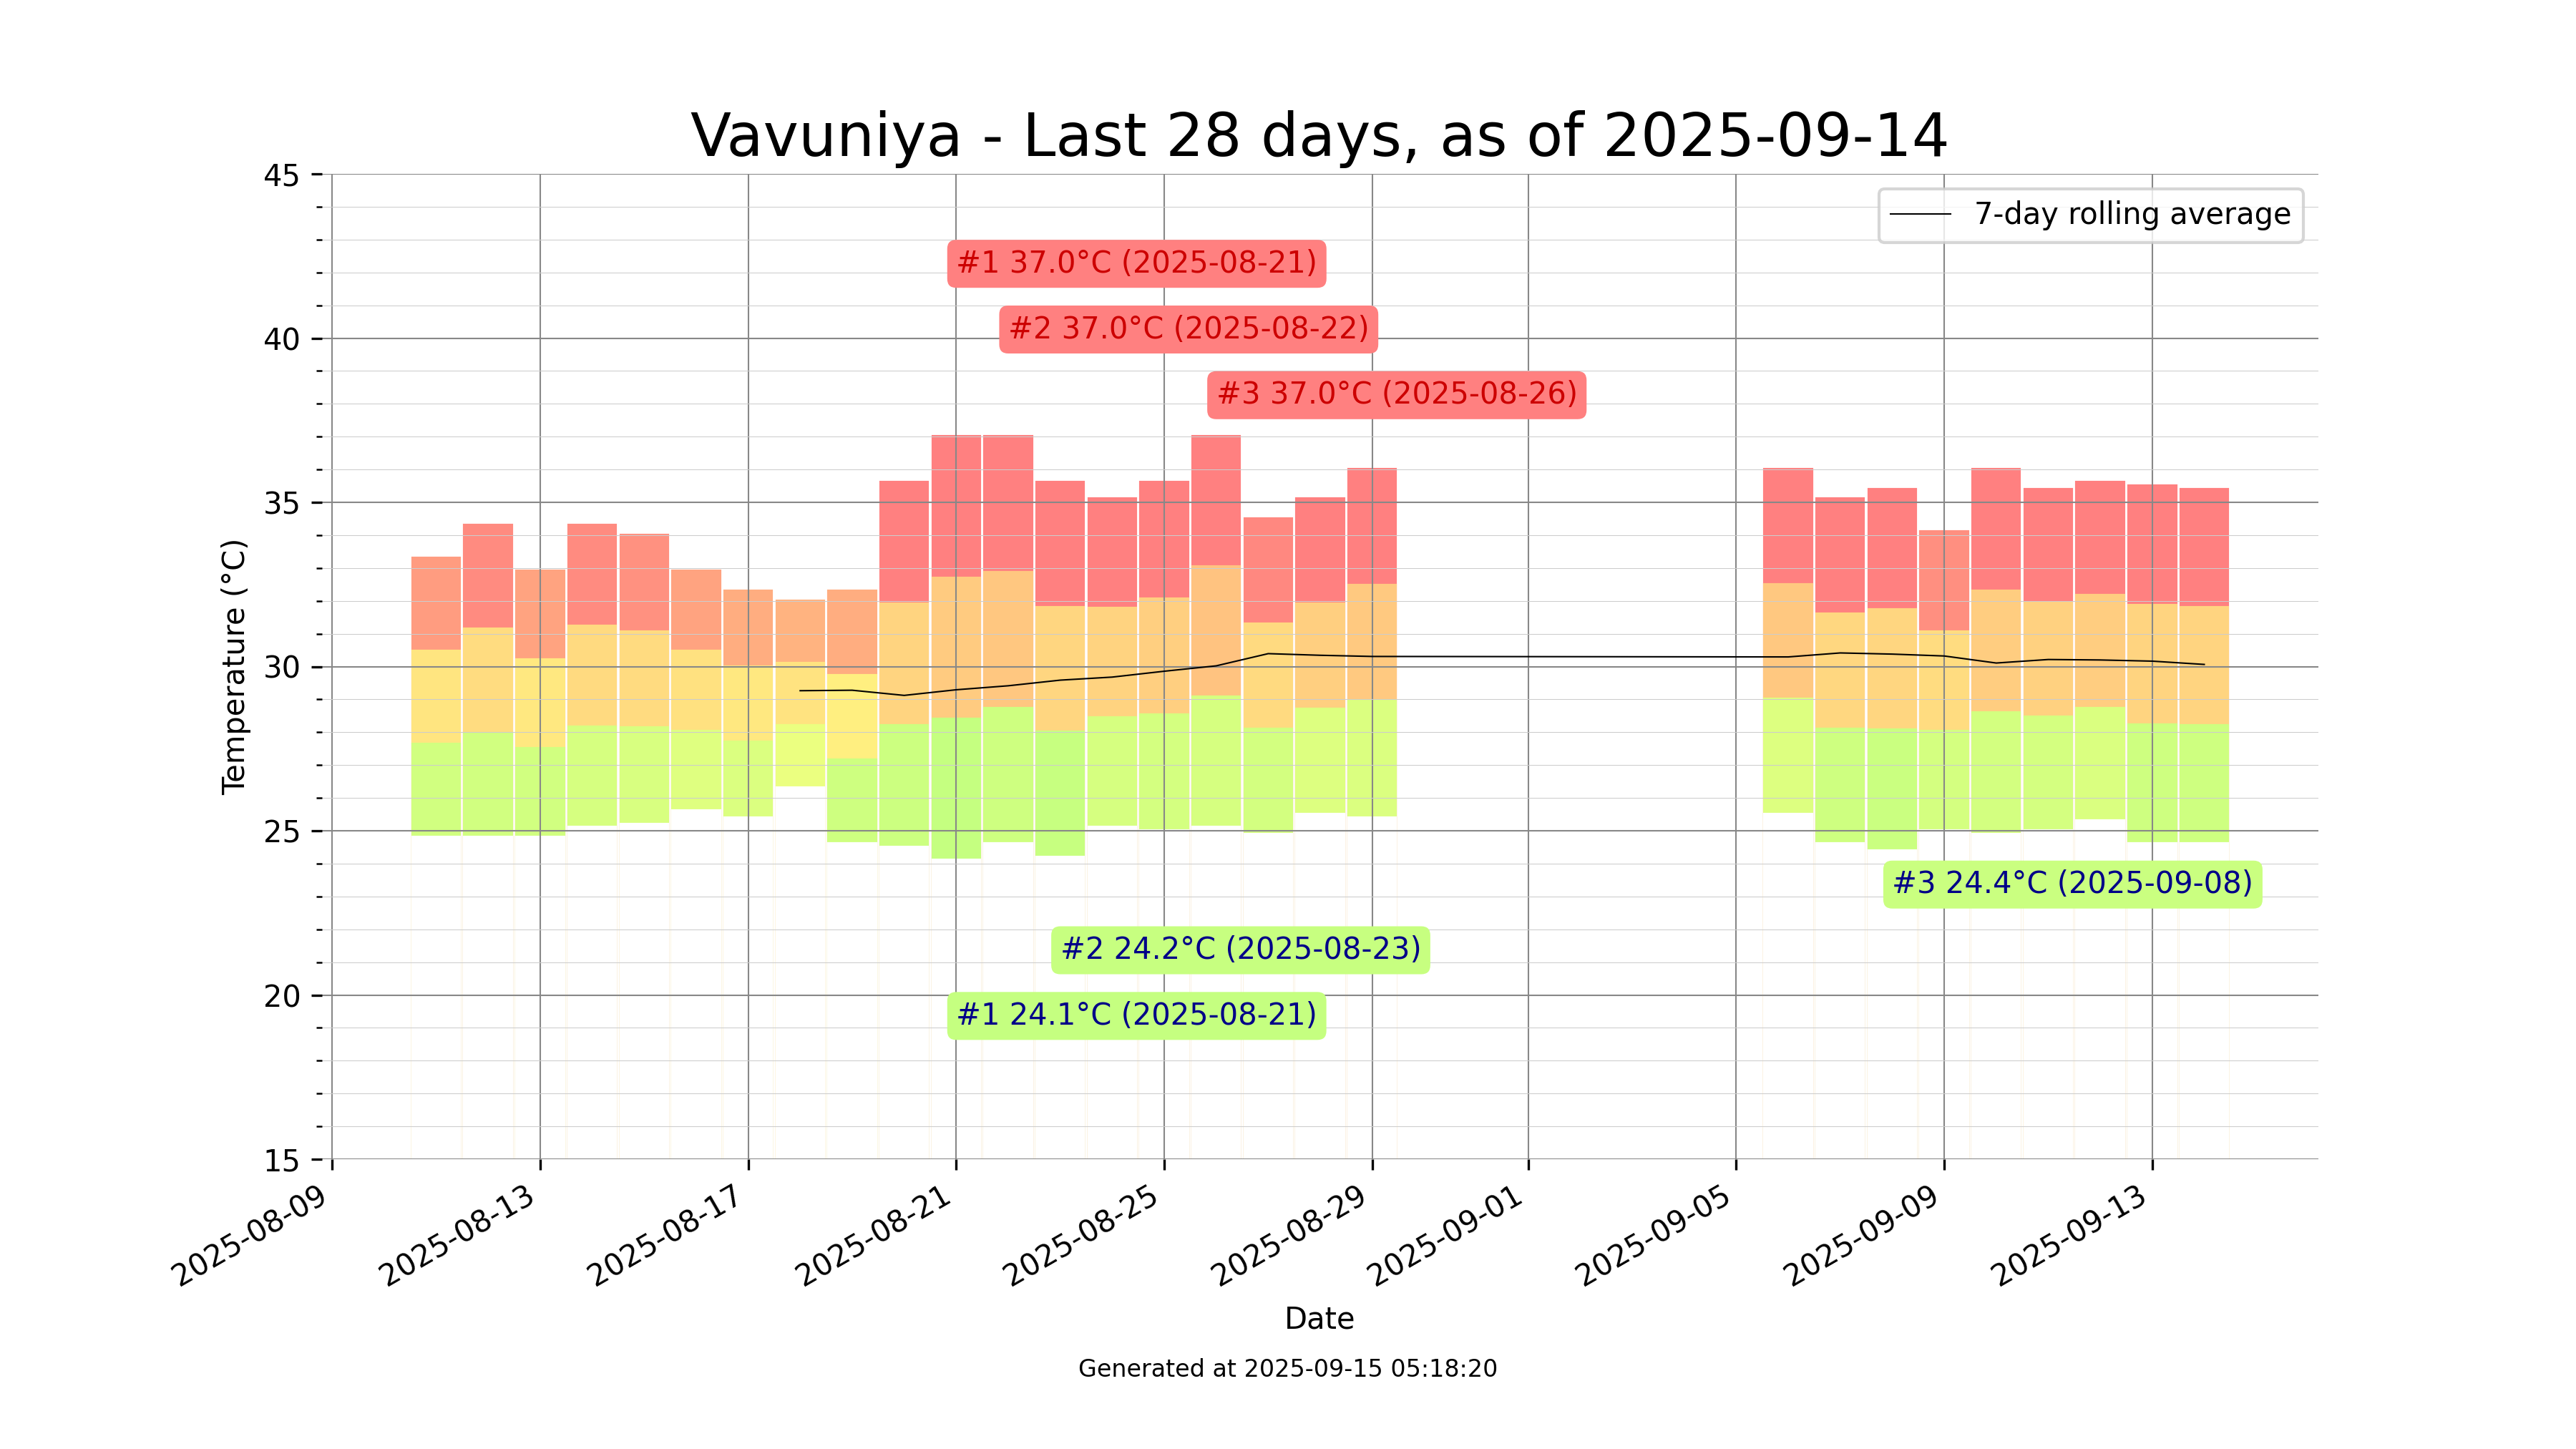 Vavuniya - Last 28 days, as of 2025-09-14
45
7-day rolling average
#1 37.0°C (2025-08-21)
40
#2 37.0°C (2025-08-22)
#3 37.0°C (2025-08-26)
35
Temperature (°C)
30
25
#3 24.4°C (2025-09-08)
#2 24.2°C (2025-08-23)
20
#1 24.1°C (2025-08-21)
15
2025-08-09
2025-08-13
2025-08-17
2025-08-21
2025-08-25
2025-08-29
2025-09-01
2025-09-05
2025-09-09
2025-09-13
Date
Generated at 2025-09-15 05:18:20